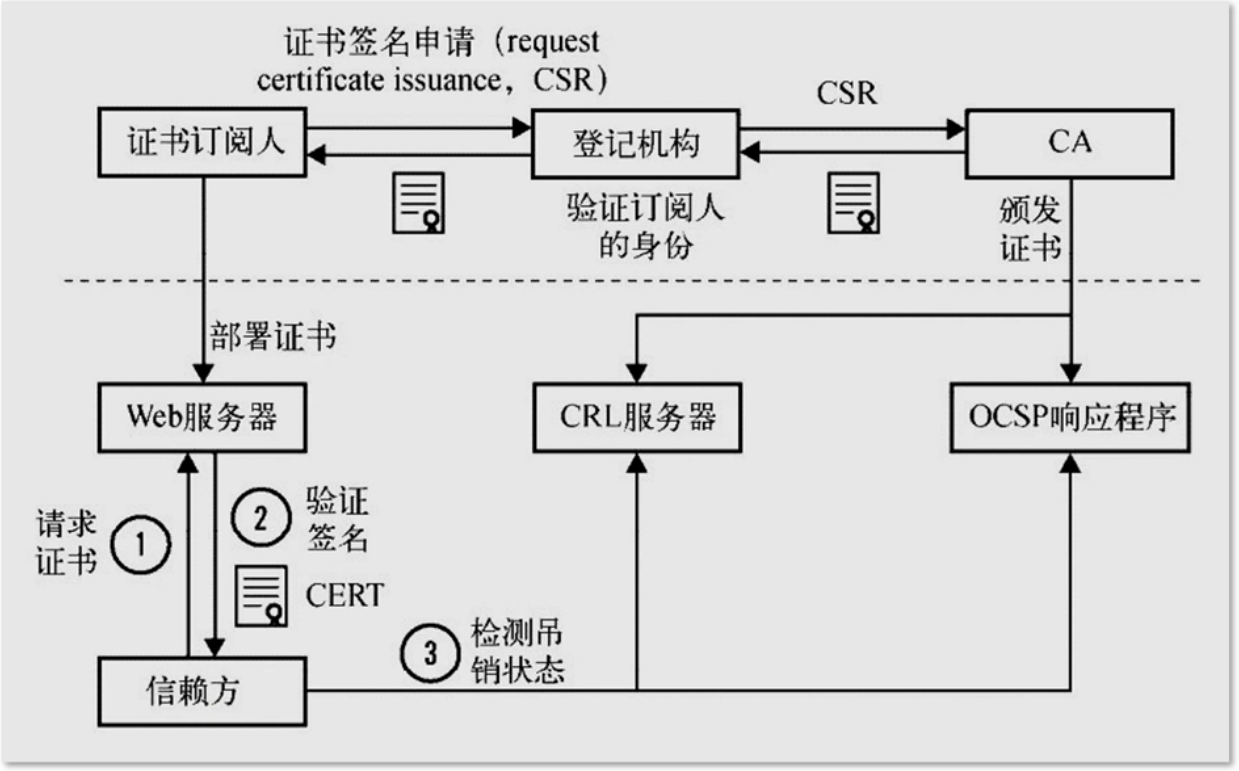 证书签名申请（request
certificate issuance，CSR）
CSR
证书订阅人
登记机构
CA
验证订阅人
的身份
颁发
证书
部署证书
Web服务器
CRL服务器
OCSP响应程序
请求
证书
1
2
验证
签名
CERT
3
检测吊
销状态
信赖方